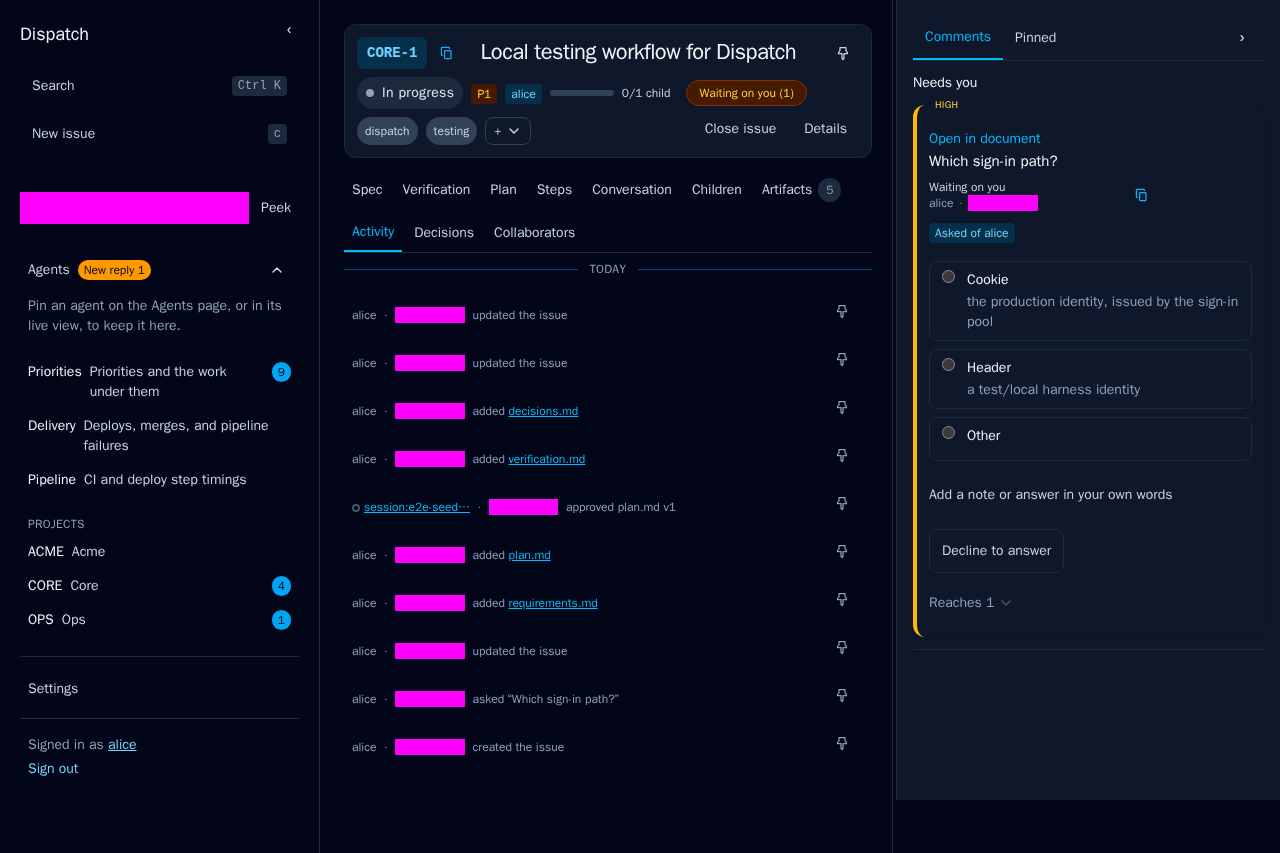 Dispatch
Search Ctrl K
New issue C
Peek
Agents New reply 1
Pin an agent on the Agents page, or in its
live view, to keep it here.
Priorities Priorities and the work 9
under them
Delivery Deploys, merges, and pipeline
failures
Pipeline CI and deploy step timings
PROJECTS
ACME Acme
CORE Core 4
OPS Ops 1
Settings
Signed in as alice
Sign out
CORE-1 Local testing workflow for Dispatch
In progress P1 alice 0/1 child Waiting on you (1)
dispatch testing + Close issue Details
Spec Verification Plan Steps Conversation Children Artifacts 5
Activity Decisions Collaborators
TODAY
alice · updated the issue
alice · updated the issue
alice · added decisions.md
alice · added verification.md
session:e2e-seed… · approved plan.md v1
alice · added plan.md
alice · added requirements.md
alice · updated the issue
alice · asked “Which sign-in path?”
alice · created the issue
Comments Pinned
Needs you
HIGH
Open in document
Which sign-in path?
Waiting on you
alice ·
Asked of alice
Cookie
the production identity, issued by the sign-in
pool
Header
a test/local harness identity
Other
Add a note or answer in your own words
Decline to answer
Reaches 1